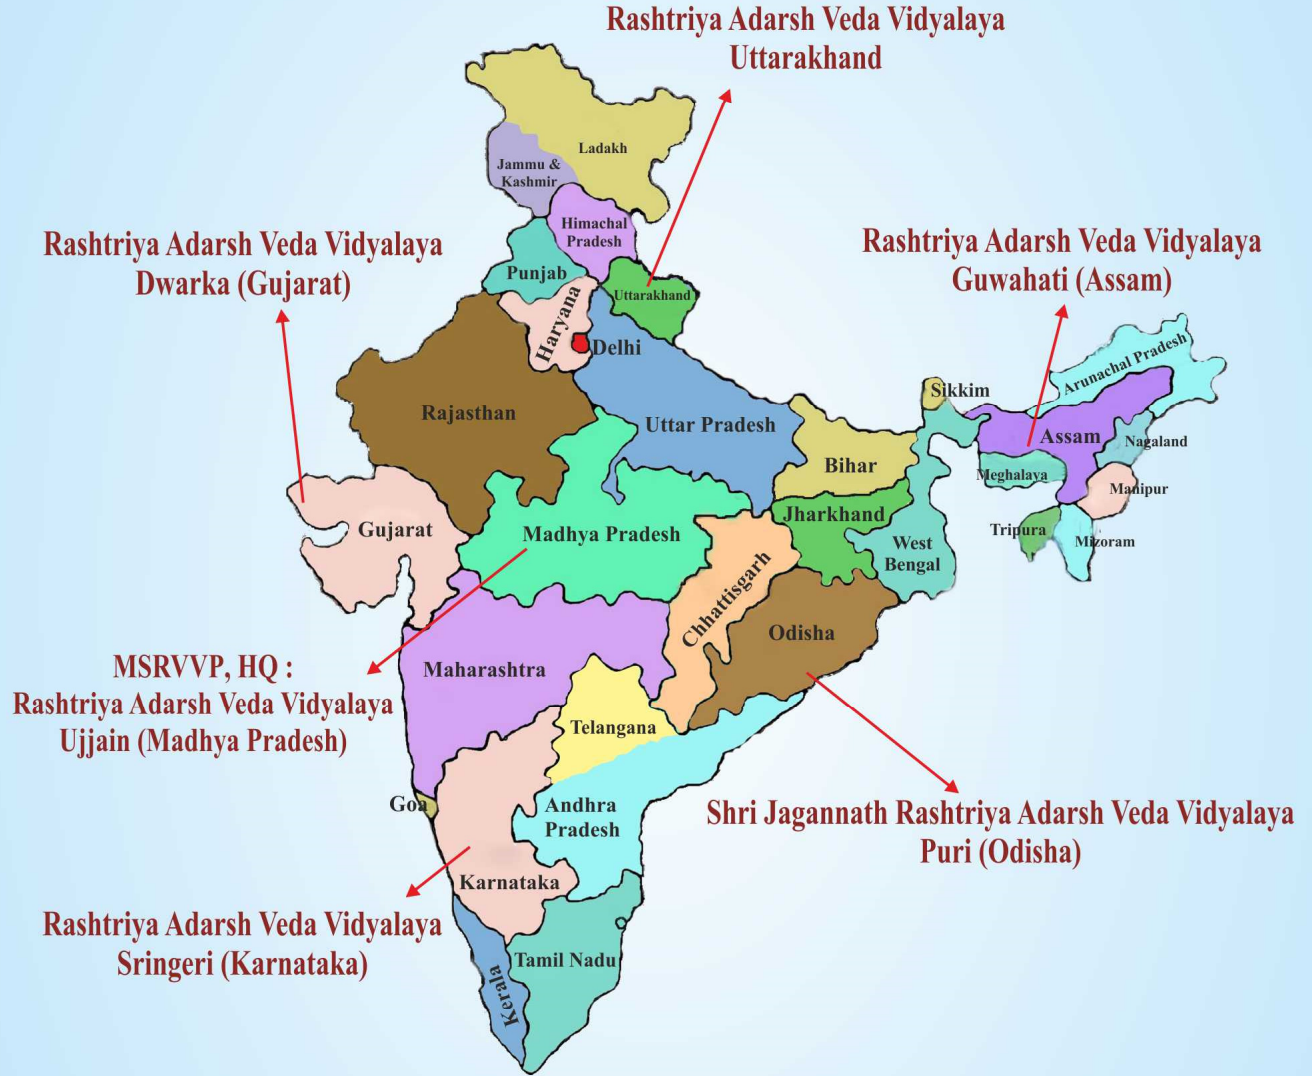 Rashtriya Adarsh Veda Vidyalaya
Uttarakhand
Ladakh
Jammu &
Kashmir
Himachal
Pradesh
Rashtriya Adarsh Veda Vidyalaya
Dwarka (Gujarat)
Rashtriya Adarsh Veda Vidyalaya
Guwahati (Assam)
Punjab
Uttarakhand
Haryana
Delhi
Arunachal Pradesh
Sikkim
Rajasthan
Uttar Pradesh
Assam
Nagaland
Bihar
Meghalaya
Manipur
Gujarat
Madhya Pradesh
Jharkhand
Tripura
Mizoram
West
Bengal
Chhattisgarh
Odisha
MSRVVP, HQ :
Rashtriya Adarsh Veda Vidyalaya
Ujjain (Madhya Pradesh)
Maharashtra
Telangana
Goa
Andhra
Pradesh
Shri Jagannath Rashtriya Adarsh Veda Vidyalaya
Puri (Odisha)
Karnataka
Rashtriya Adarsh Veda Vidyalaya
Sringeri (Karnataka)
Tamil Nadu
Kerala